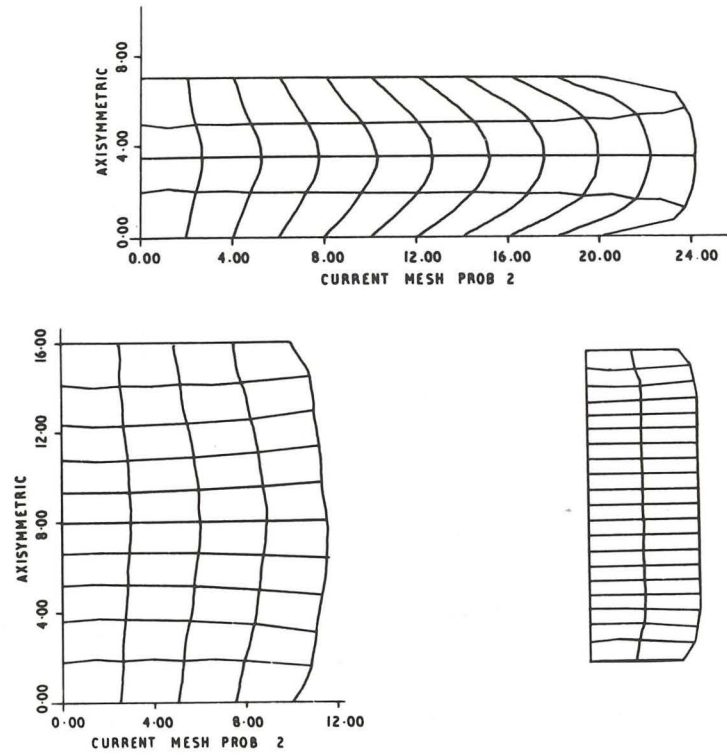 8·00
AXISYMMETRIC
4·00
0·00
0.00 4.00 8.00 12.00 16.00 20.00 24.00
CURRENT MESH PROB 2
16·00
12·00
AXISYMMETRIC
8·00
4·00
0·00
0·00 4·00 8·00 12·00
CURRENT MESH PROB 2